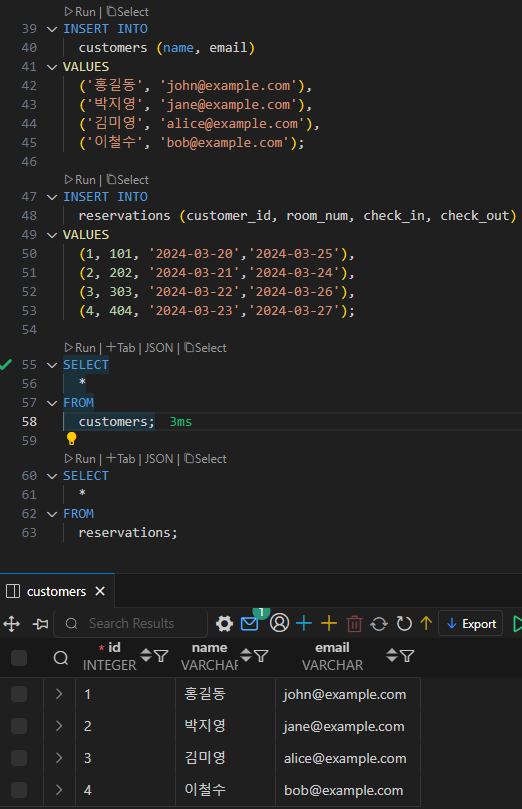 Run | Select
39 INSERT INTO
40 customers (name, email)
41 VALUES
42 ('홍길동', 'john@example.com'),
43 ('박지영', 'jane@example.com'),
44 ('김미영', 'alice@example.com'),
45 ('이철수', 'bob@example.com');
46
Run | Select
47 INSERT INTO
48 reservations (customer_id, room_num, check_in, check_out)
49 VALUES
50 (1, 101, '2024-03-20','2024-03-25'),
51 (2, 202, '2024-03-21','2024-03-24'),
52 (3, 303, '2024-03-22','2024-03-26'),
53 (4, 404, '2024-03-23','2024-03-27');
54
Run | +Tab | JSON | Select
55 SELECT
56 *
57 FROM
58 customers; 3ms
59
Run | +Tab | JSON | Select
60 SELECT
61 *
62 FROM
63 reservations;
customers
Search Results 1 Export
* id name email
INTEGER VARCHAR VARCHAR
1 홍길동 john@example.com
2 박지영 jane@example.com
3 김미영 alice@example.com
4 이철수 bob@example.com